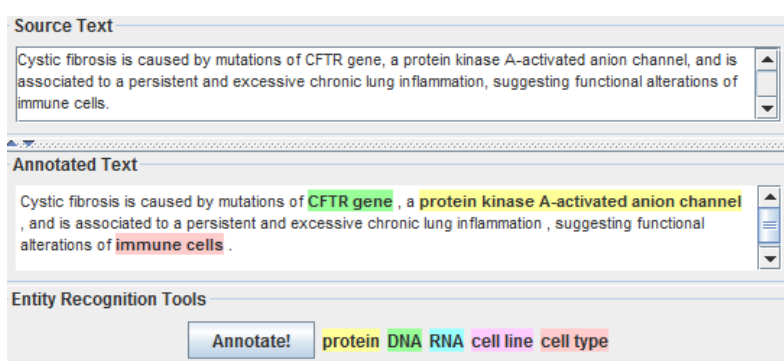 Source Text
Cystic fibrosis is caused by mutations of CFTR gene, a protein kinase A-activated anion channel, and is
associated to a persistent and excessive chronic lung inflammation, suggesting functional alterations of
immune cells.
Annotated Text
Cystic fibrosis is caused by mutations of CFTR gene , a protein kinase A-activated anion channel
, and is associated to a persistent and excessive chronic lung inflammation , suggesting functional
alterations of immune cells .
Entity Recognition Tools
Annotate! protein DNA RNA cell line cell type